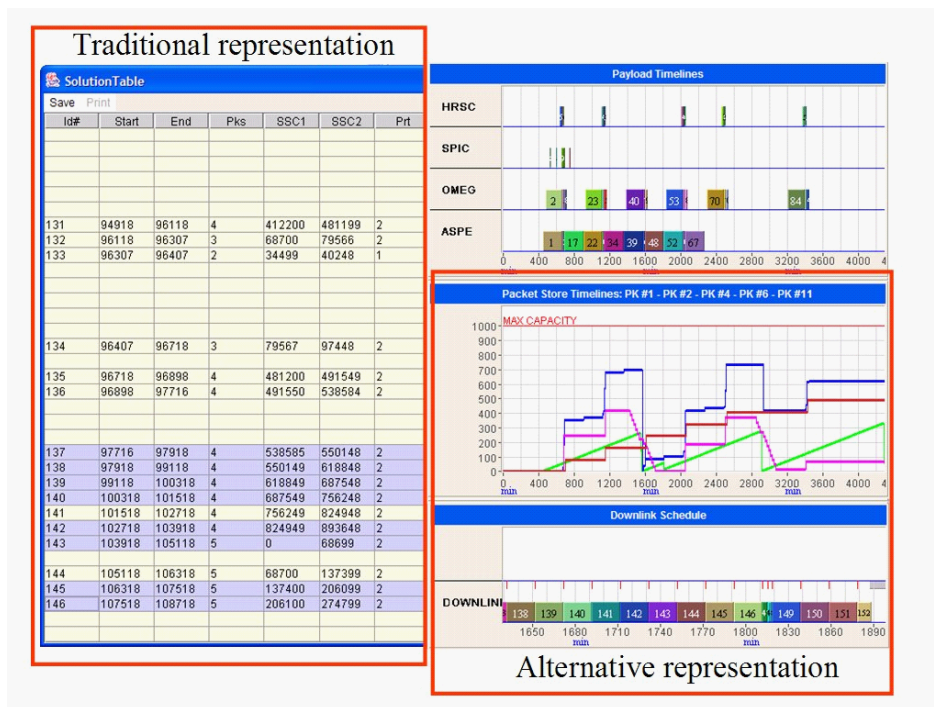 Traditional representation
SolutionTable
Save Print
Id# Start End Pks SSC1 SSC2 Prt
131 94918 96118 4 412200 481199 2
132 96118 96307 3 68700 79566 2
133 96307 96407 2 34499 40248 1
134 96407 96718 3 79567 97448 2
135 96718 96898 4 481200 491549 2
136 96898 97716 4 491550 538584 2
137 97716 97918 4 538585 550148 2
138 97918 99118 4 550149 618848 2
139 99118 100318 4 618849 687548 2
140 100318 101518 4 687549 756248 2
141 101518 102718 4 756249 824948 2
142 102718 103918 4 824949 893648 2
143 103918 105118 5 0 68699 2
144 105118 106318 5 68700 137399 2
145 106318 107518 5 137400 206099 2
146 107518 108718 5 206100 274799 2
Payload Timelines
HRSC
SPIC
OMEG 2 23 40 53 70 84
ASPE 1 17 22 34 39 48 52 67
0 400 800 1200 1600 2000 2400 2800 3200 3600 4000 4
min min min
Packet Store Timelines: PK #1 - PK #2 - PK #4 - PK #6 - PK #11
MAX CAPACITY
1000
900
800
700
600
500
400
300
200
100
0
0 400 800 1200 1600 2000 2400 2800 3200 3600 4000 4
min min min
Downlink Schedule
DOWNLINI 138 139 140 141 142 143 144 145 146 149 150 151 152
1650 1680 1710 1740 1770 1800 1830 1860 1890
min min
Alternative representation